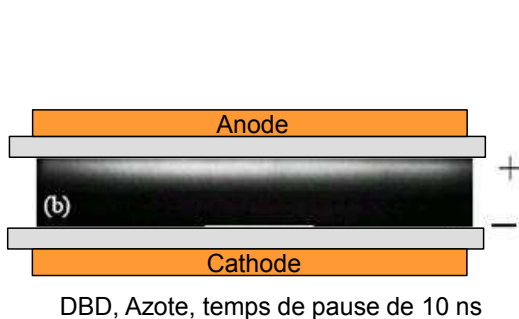 Anode
+
(b)
−
Cathode
DBD, Azote, temps de pause de 10 ns